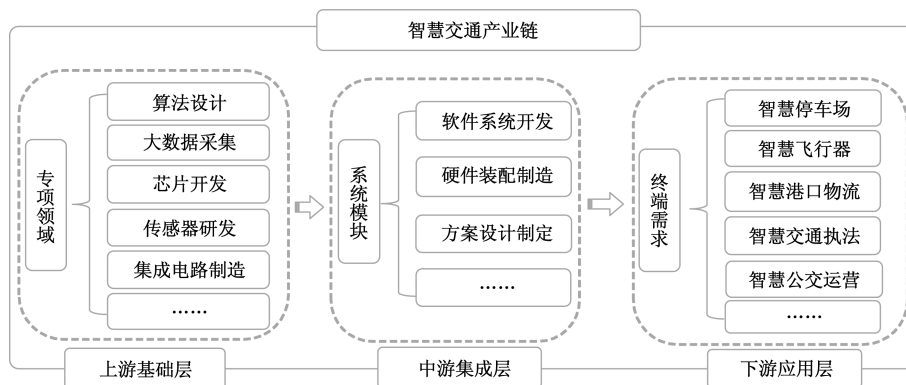 智慧交通产业链
专项领域
算法设计
大数据采集
芯片开发
传感器研发
集成电路制造
……
上游基础层
系统模块
软件系统开发
硬件装配制造
方案设计制定
……
中游集成层
终端需求
智慧停车场
智慧飞行器
智慧港口物流
智慧交通执法
智慧公交运营
……
下游应用层